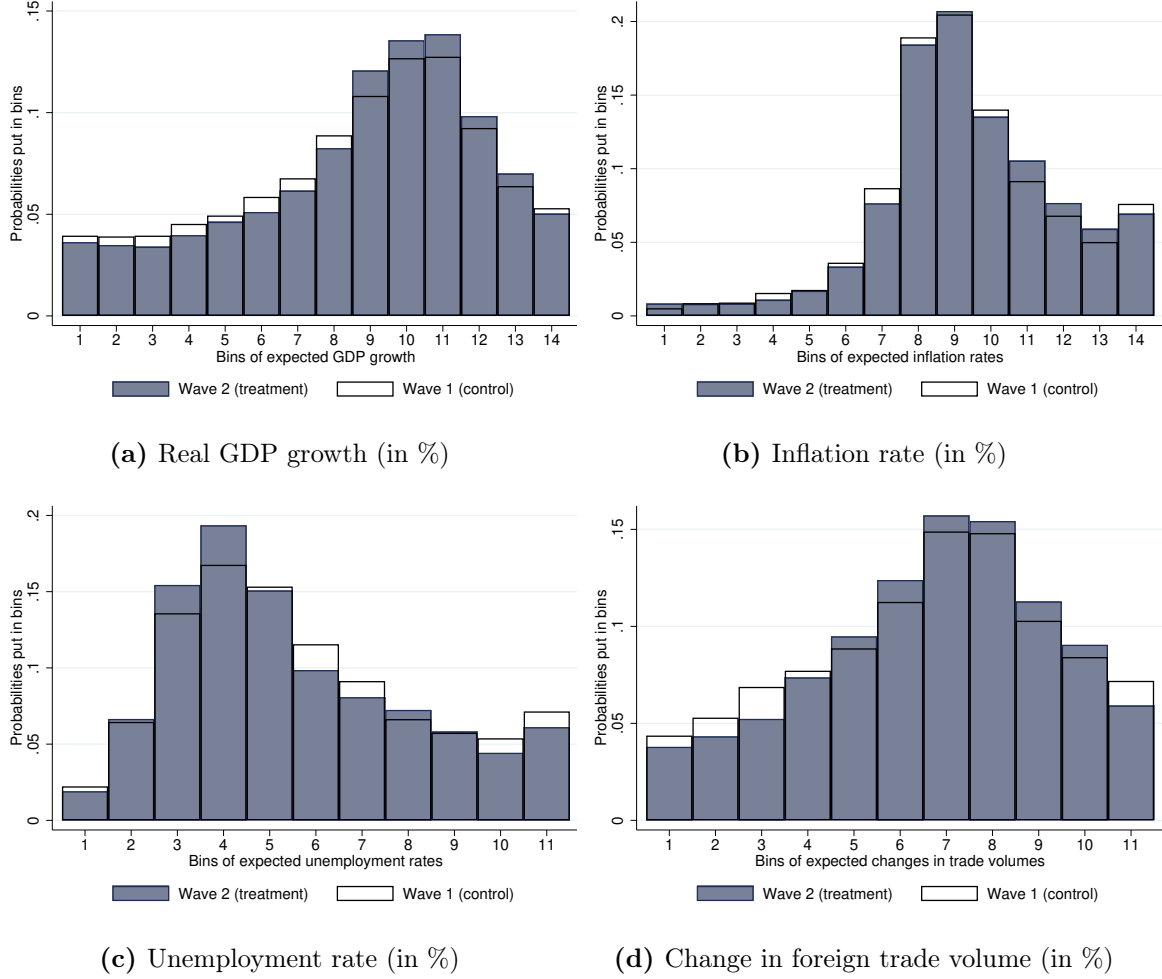 Probabilities put in bins
0 .05 .1 .15
1 2 3 4 5 6 7 8 9 10 11 12 13 14
Bins of expected GDP growth
Wave 2 (treatment) Wave 1 (control)
(a) Real GDP growth (in %)
Probabilities put in bins
0 .05 .1 .15 .2
1 2 3 4 5 6 7 8 9 10 11 12 13 14
Bins of expected inflation rates
Wave 2 (treatment) Wave 1 (control)
(b) Inflation rate (in %)
Probabilities put in bins
0 .05 .1 .15 .2
1 2 3 4 5 6 7 8 9 10 11
Bins of expected unemployment rates
Wave 2 (treatment) Wave 1 (control)
(c) Unemployment rate (in %)
Probabilities put in bins
0 .05 .1 .15
1 2 3 4 5 6 7 8 9 10 11
Bins of expected changes in trade volumes
Wave 2 (treatment) Wave 1 (control)
(d) Change in foreign trade volume (in %)